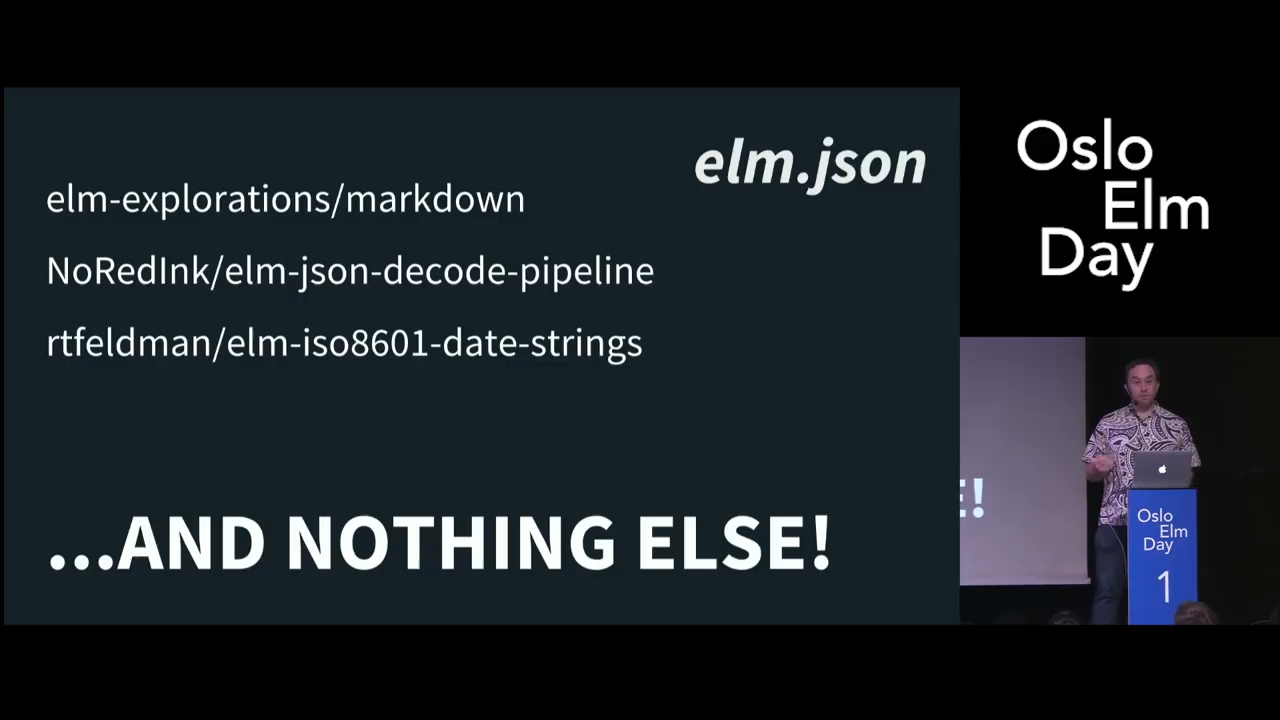 elm.json
elm-explorations/markdown
NoRedInk/elm-json-decode-pipeline
rtfeldman/elm-iso8601-date-strings
...AND NOTHING ELSE!
Oslo
Elm
Day
E!
Oslo
Elm
Day
1